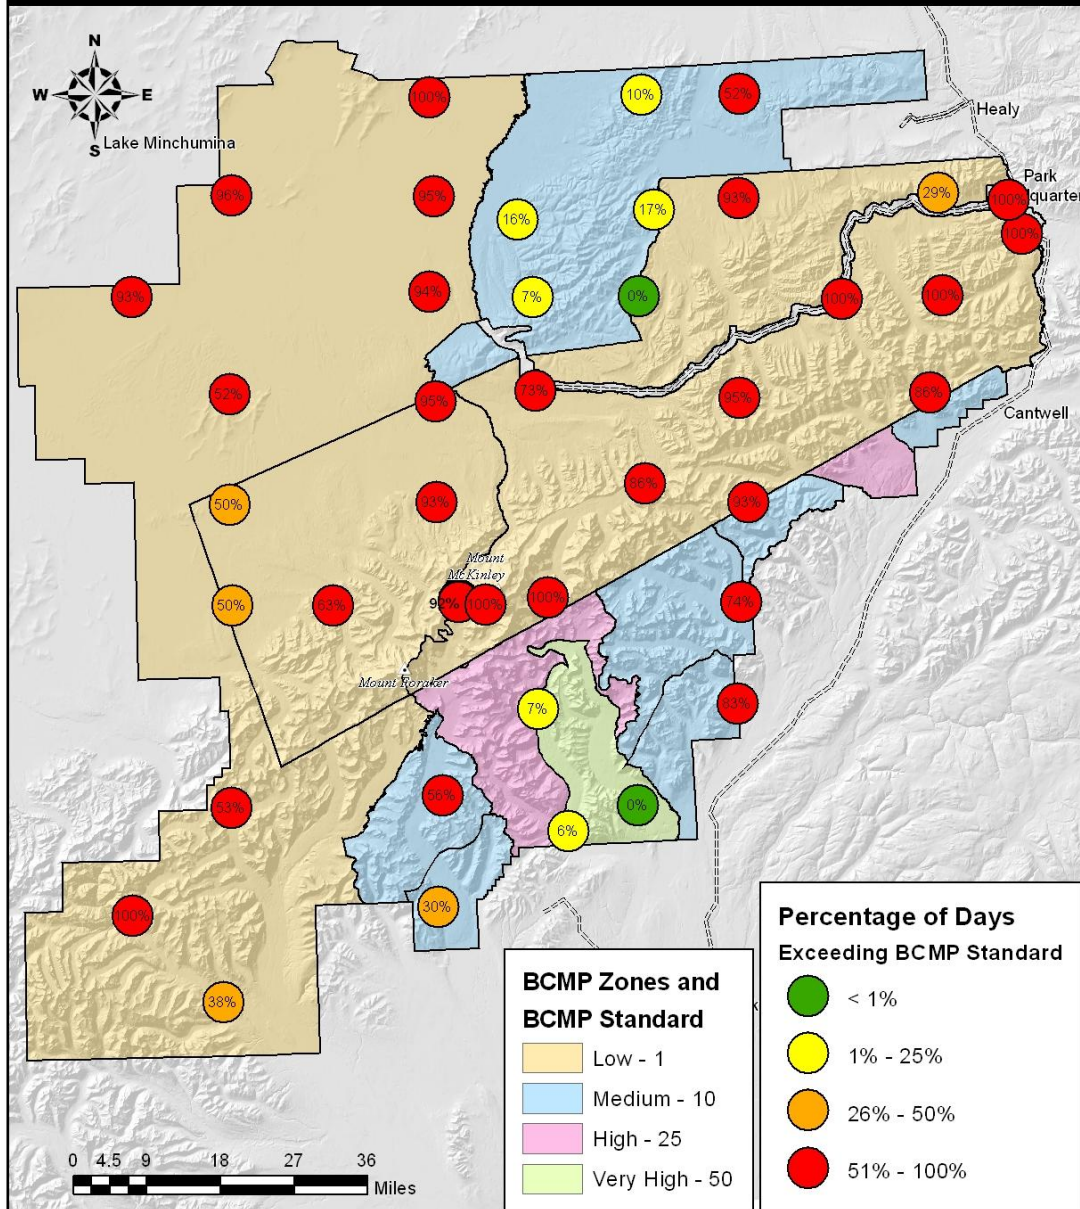 N
W E
S
Lake Minchumina
Healy
Park
quarter
Cantwell
100%
10%
52%
96%
95%
16%
17%
93%
29%
100%
100%
93%
94%
7%
0%
100%
100%
52%
95%
73%
95%
86%
50%
93%
86%
93%
Mount
McKinley
50%
63%
92%
100%
100%
74%
Mount Foraker
7%
83%
53%
56%
6%
0%
100%
30%
38%
BCMP Zones and
BCMP Standard
Low - 1
Medium - 10
High - 25
Very High - 50
Percentage of Days
Exceeding BCMP Standard
< 1%
1% - 25%
26% - 50%
51% - 100%
0 4.5 9 18 27 36
Miles